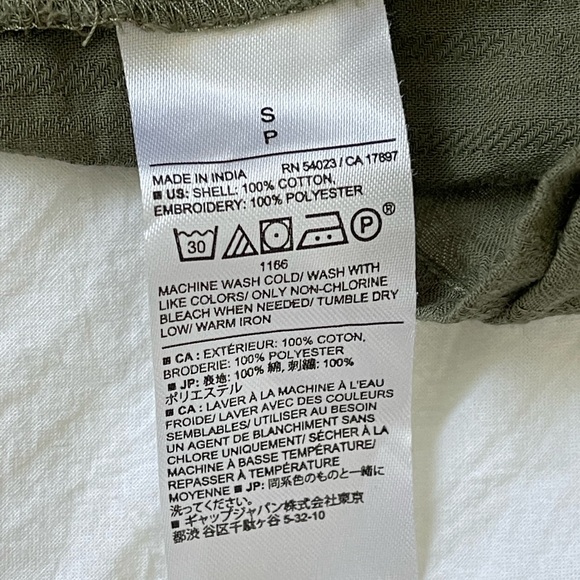 S
P
MADE IN INDIA RN 54023 / CA 17897
■ US: SHELL: 100% COTTON,
EMBROIDERY: 100% POLYESTER
30 P ®
1166
MACHINE WASH COLD/ WASH WITH
LIKE COLORS/ ONLY NON-CHLORINE
BLEACH WHEN NEEDED/ TUMBLE DRY
LOW/ WARM IRON
■ CA : EXTÉRIEUR: 100% COTON,
BRODERIE: 100% POLYESTER
■ JP: 表地: 100% 綿, 刺繍: 100%
ポリエステル
■ CA : LAVER À LA MACHINE À L'EAU
FROIDE/ LAVER AVEC DES COULEURS
SEMBLABLES/ UTILISER AU BESOIN
UN AGENT DE BLANCHIMENT SANS
CHLORE UNIQUEMENT/ SÉCHER À LA
MACHINE À BASSE TEMPÉRATURE/
REPASSER À TEMPÉRATURE
MOYENNE ■ JP: 同系色のものと一緒に
洗ってください。
■ ギャップジャパン株式会社東京
都渋 谷区千駄ヶ谷 5-32-10